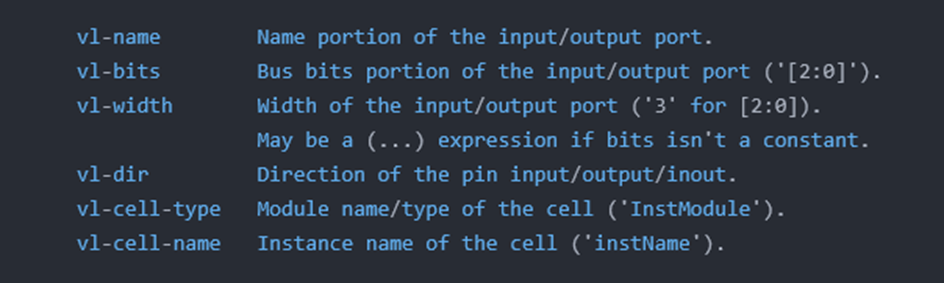 vl-name Name portion of the input/output port.
vl-bits Bus bits portion of the input/output port ('[2:0]').
vl-width Width of the input/output port ('3' for [2:0]).
May be a (...) expression if bits isn't a constant.
vl-dir Direction of the pin input/output/inout.
vl-cell-type Module name/type of the cell ('InstModule').
vl-cell-name Instance name of the cell ('instName').